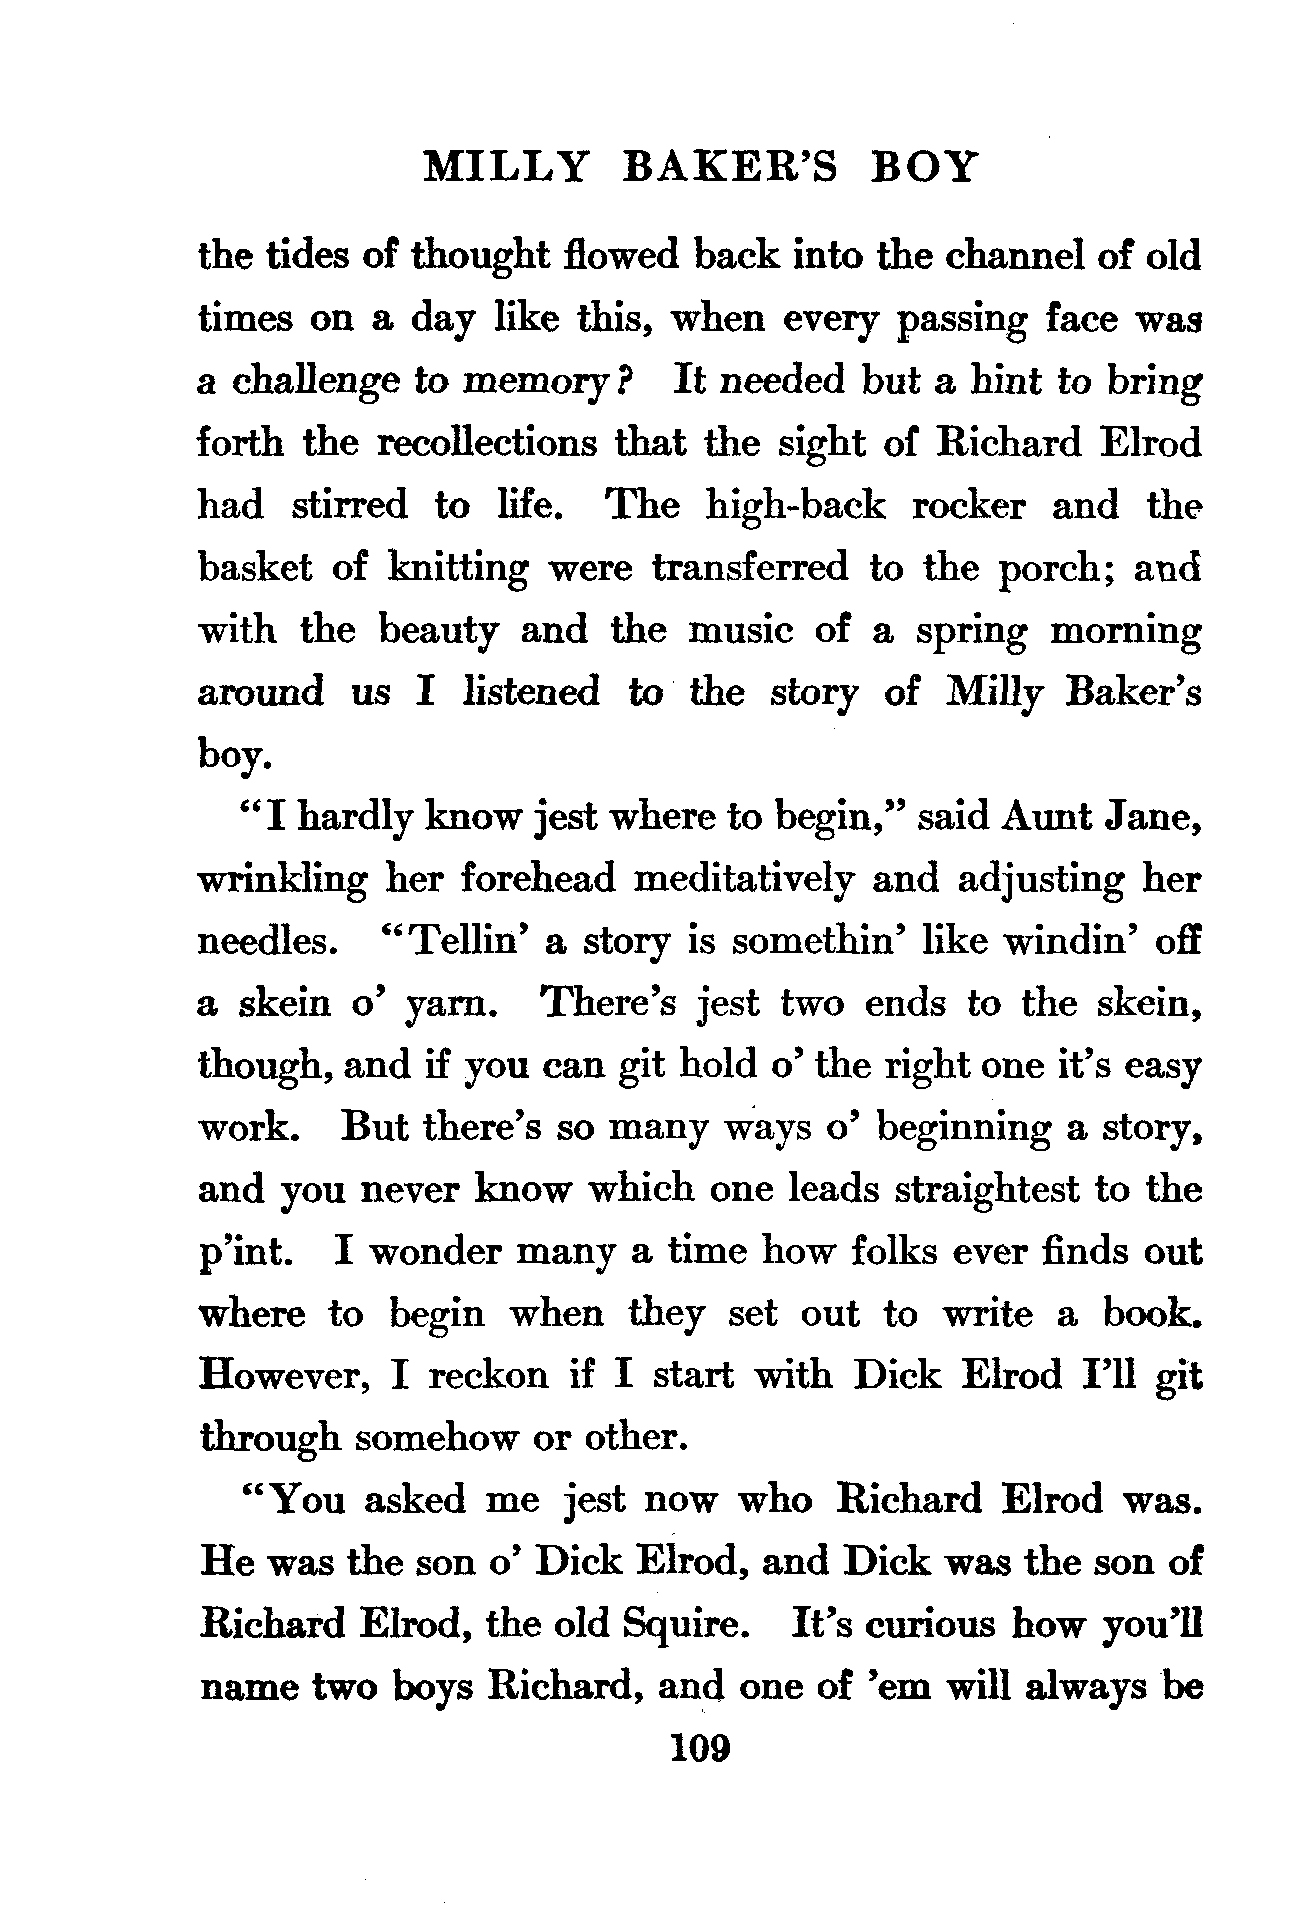 MILLY BAKER'S BOY
the tides of thought flowed back into the channel of old
times on a day like this, when every passing face was
a challenge to memory? It needed but a hint to bring
forth the recollections that the sight of Richard Elrod
had stirred to life. The high-back rocker and the
basket of knitting were transferred to the porch; and
with the beauty and the music of a spring morning
around us I listened to the story of Milly Baker's
boy.
"I hardly know jest where to begin," said Aunt Jane,
wrinkling her forehead meditatively and adjusting her
needles. "Tellin' a story is somethin' like windin' off
a skein o' yarn. There's jest two ends to the skein,
though, and if you can git hold o' the right one it's easy
work. But there's so many ways o' beginning a story,
and you never know which one leads straightest to the
p'int. I wonder many a time how folks ever finds out
where to begin when they set out to write a book.
However, I reckon if I start with Dick Elrod I'll git
through somehow or other.
"You asked me jest now who Richard Elrod was.
He was the son o' Dick Elrod, and Dick was the son of
Richard Elrod, the old Squire. It's curious how you'll
name two boys Richard, and one of 'em will always be
109